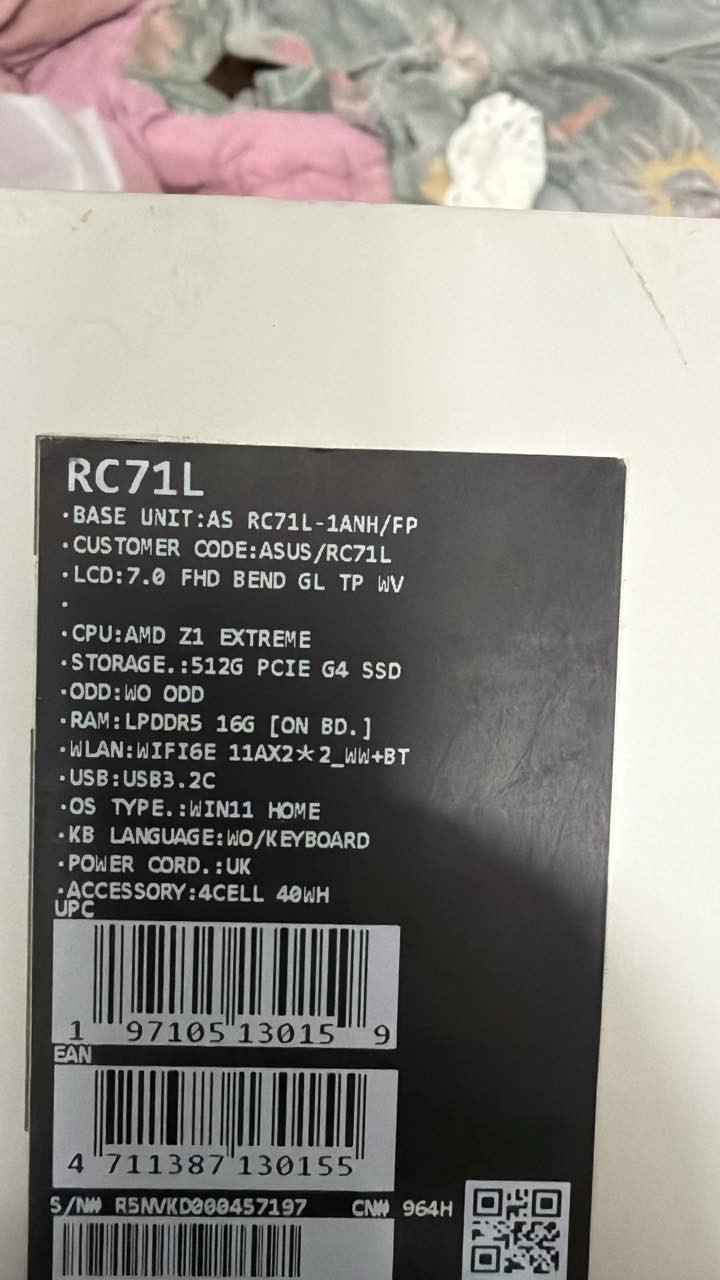 RC71L
·BASE UNIT:AS RC71L-1ANH/FP
·CUSTOMER CODE:ASUS/RC71L
·LCD:7.0 FHD BEND GL TP WV
·
·CPU:AMD Z1 EXTREME
·STORAGE.:512G PCIE G4 SSD
·ODD:WO ODD
·RAM:LPDDR5 16G [ON BD.]
·WLAN:WIFI6E 11AX2*2_WW+BT
·USB:USB3.2C
·OS TYPE.:WIN11 HOME
·KB LANGUAGE:WO/KEYBOARD
·POWER CORD.:UK
·ACCESSORY:4CELL 40WH
UPC
1 97105 13015 9
EAN
4 711387 130155
S/N# R5NVKD000457197 CN# 964H